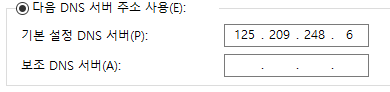 다음 DNS 서버 주소 사용(E):
기본 설정 DNS 서버(P): 125 . 209 . 248 . 6
보조 DNS 서버(A): . . .